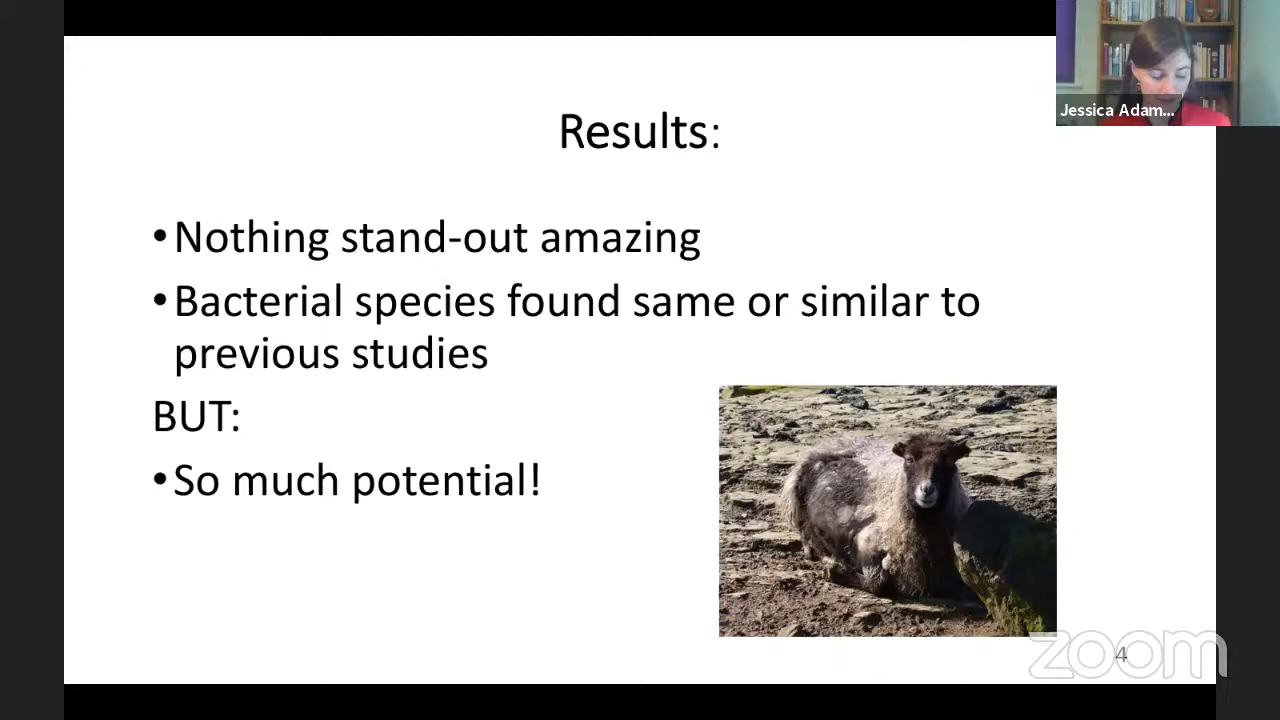 Jessica Adam...
Results:
•Nothing stand-out amazing
•Bacterial species found same or similar to
previous studies
BUT:
•So much potential!
4
zoom